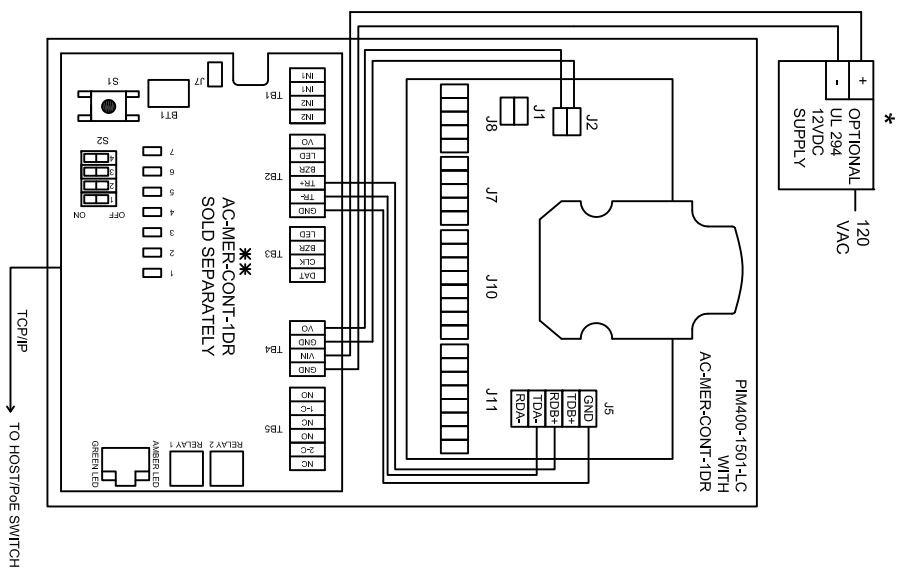 S1
BT1
J7
S2
4
3
2
1
ON
OFF
7
6
5
4
3
2
1
AC-MER-CONT-1DR
SOLD SEPARATELY
**
TB1
IN1
IN1
IN2
IN2
TB2
VO
LED
BZR
TR+
TR-
GND
TB3
LED
BZR
CLK
DAT
TB4
VO
GND
VIN
GND
TB5
NO
1-C
NC
NO
2-C
NC
GREEN LED
AMBER LED
RELAY 1
RELAY 2
TCP/IP
TO HOST/PoE SWITCH
J8
J1
J2
J7
J10
J11
J5
RDA-
TDA-
RDB+
TDB+
GND
PIM400-1501-LC
WITH
AC-MER-CONT-1DR
- +
*
OPTIONAL
UL 294
12VDC
SUPPLY
120
VAC